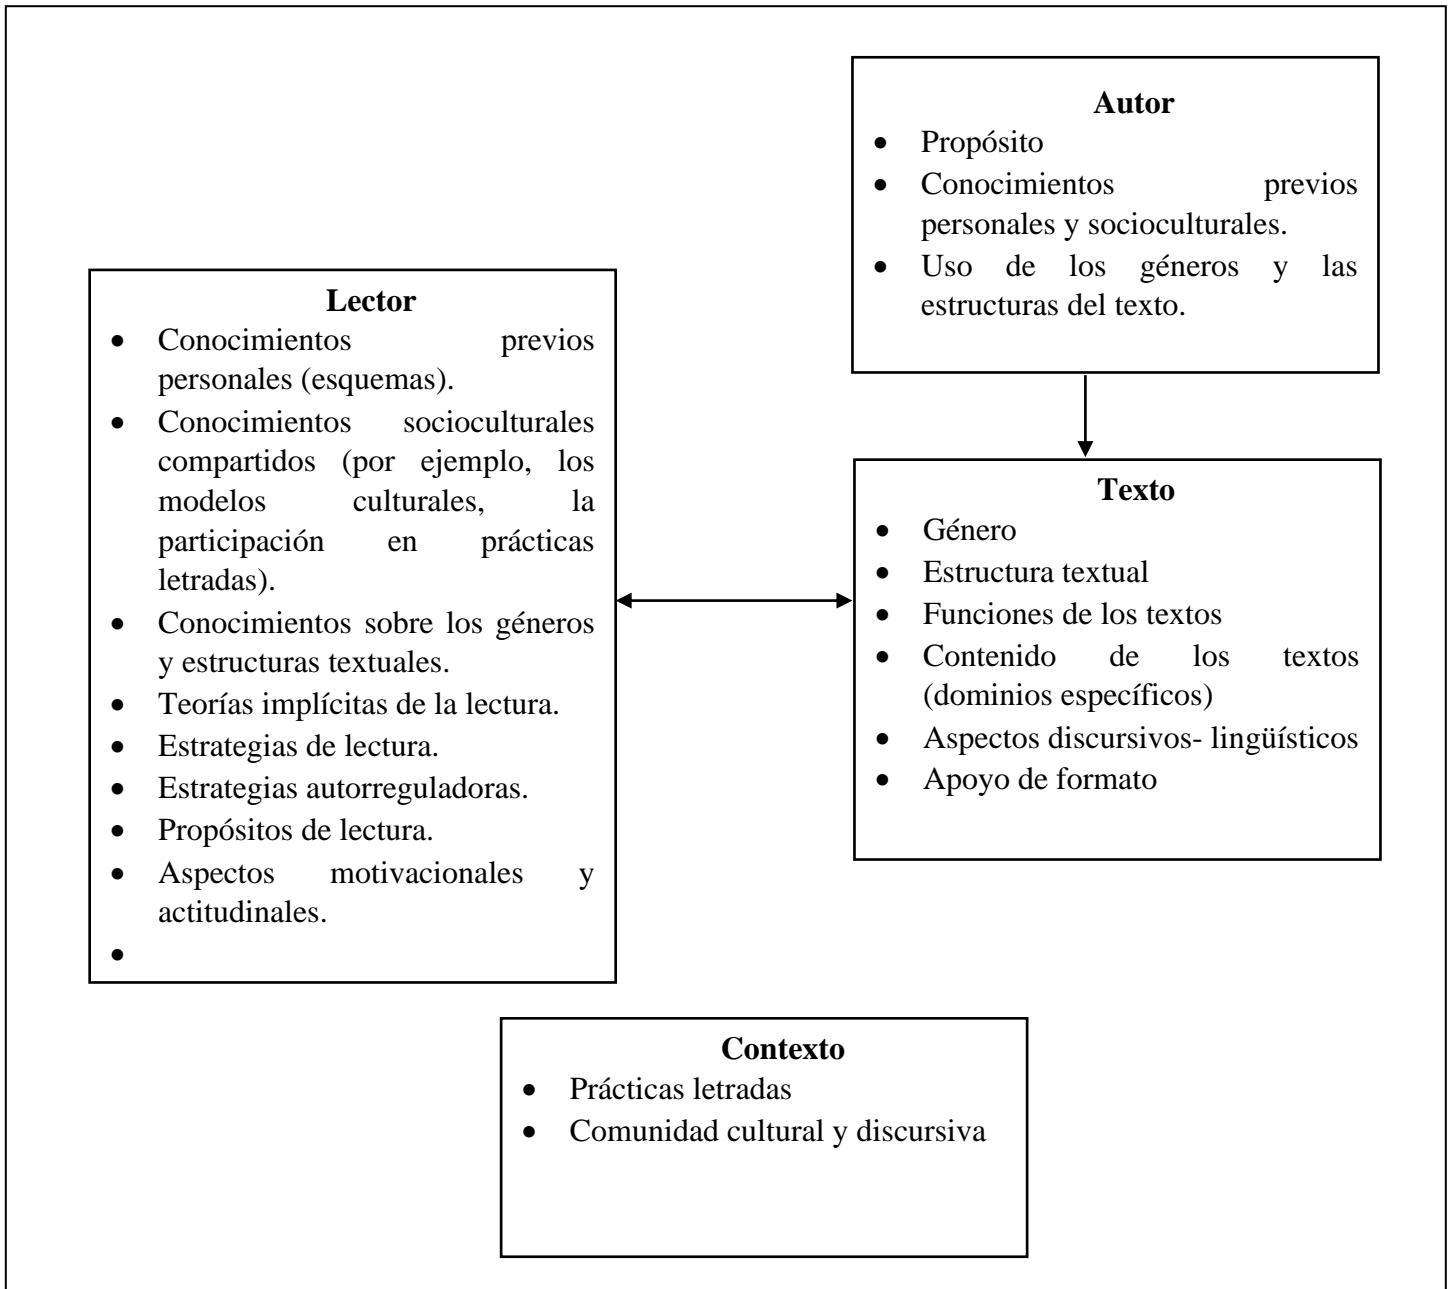 Autor
• Propósito
• Conocimientos previos
personales y socioculturales.
• Uso de los géneros y las
estructuras del texto.
Lector
• Conocimientos previos
personales (esquemas).
• Conocimientos socioculturales
compartidos (por ejemplo, los
modelos culturales, la
participación en prácticas
letradas).
• Conocimientos sobre los géneros
y estructuras textuales.
• Teorías implícitas de la lectura.
• Estrategias de lectura.
• Estrategias autorreguladoras.
• Propósitos de lectura.
• Aspectos motivacionales y
actitudinales.
•
Texto
• Género
• Estructura textual
• Funciones de los textos
• Contenido de los textos
(dominios específicos)
• Aspectos discursivos- lingüísticos
• Apoyo de formato
Contexto
• Prácticas letradas
• Comunidad cultural y discursiva